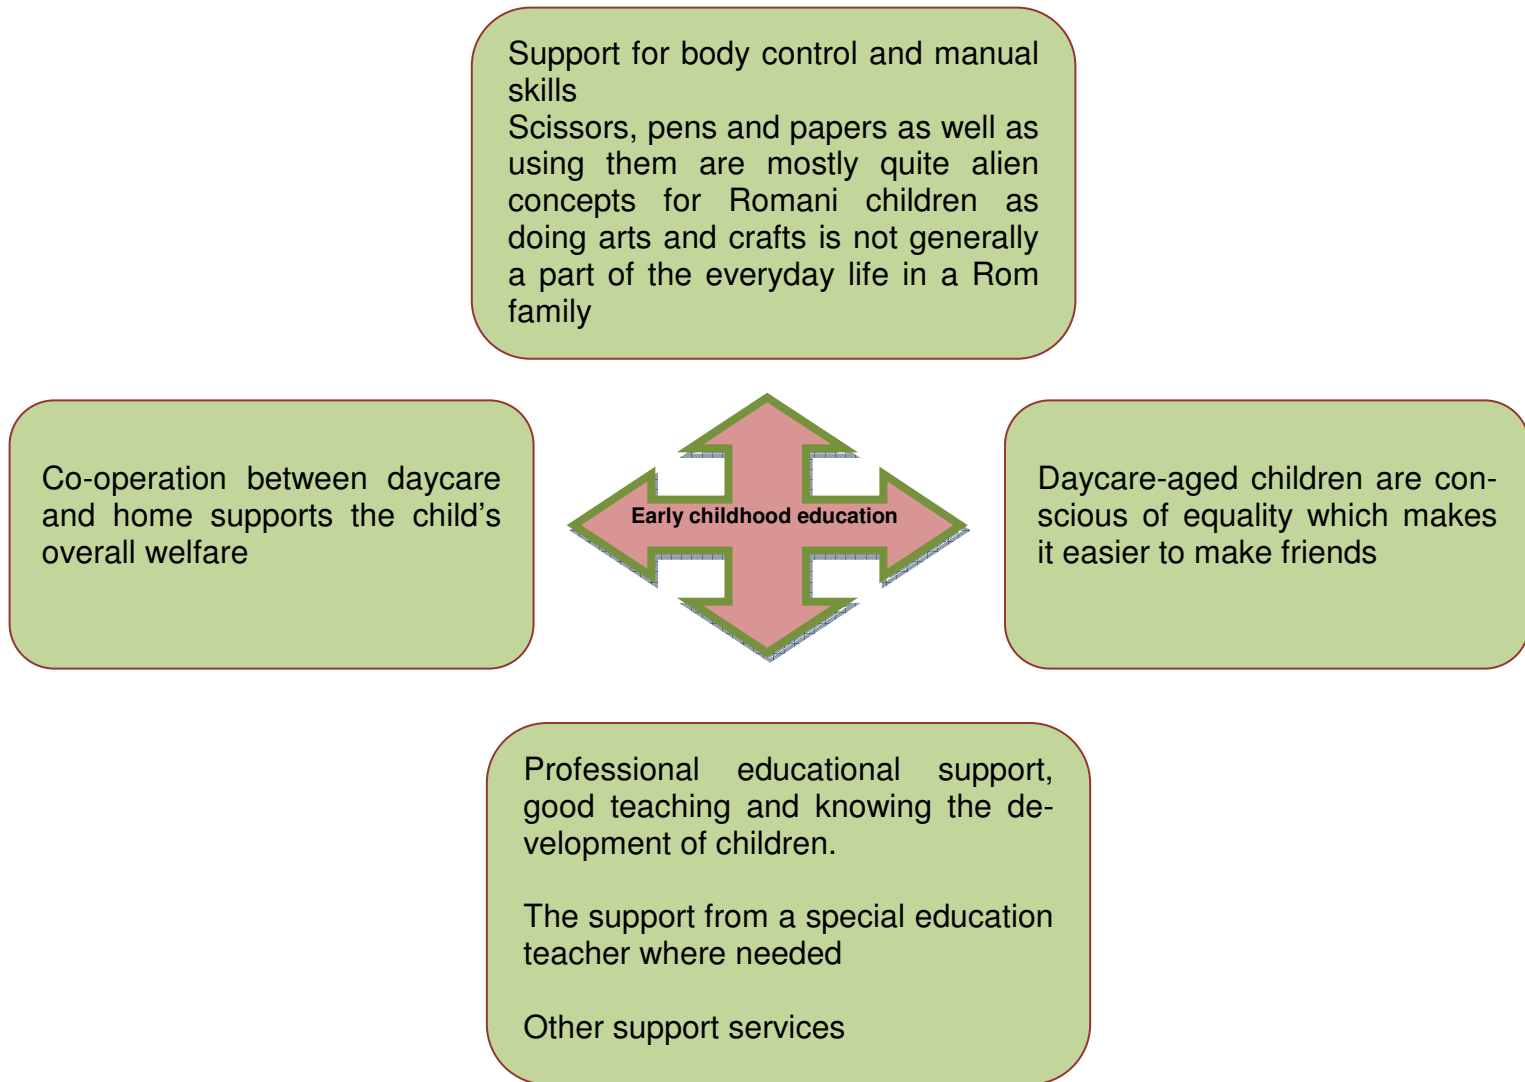 Support for body control and manual
skills
Scissors, pens and papers as well as
using them are mostly quite alien
concepts for Romani children as
doing arts and crafts is not generally
a part of the everyday life in a Rom
family
Co-operation between daycare
and home supports the child's
overall welfare
Early childhood education
Daycare-aged children are con-
scious of equality which makes
it easier to make friends
Professional educational support,
good teaching and knowing the de-
velopment of children.
The support from a special education
teacher where needed
Other support services